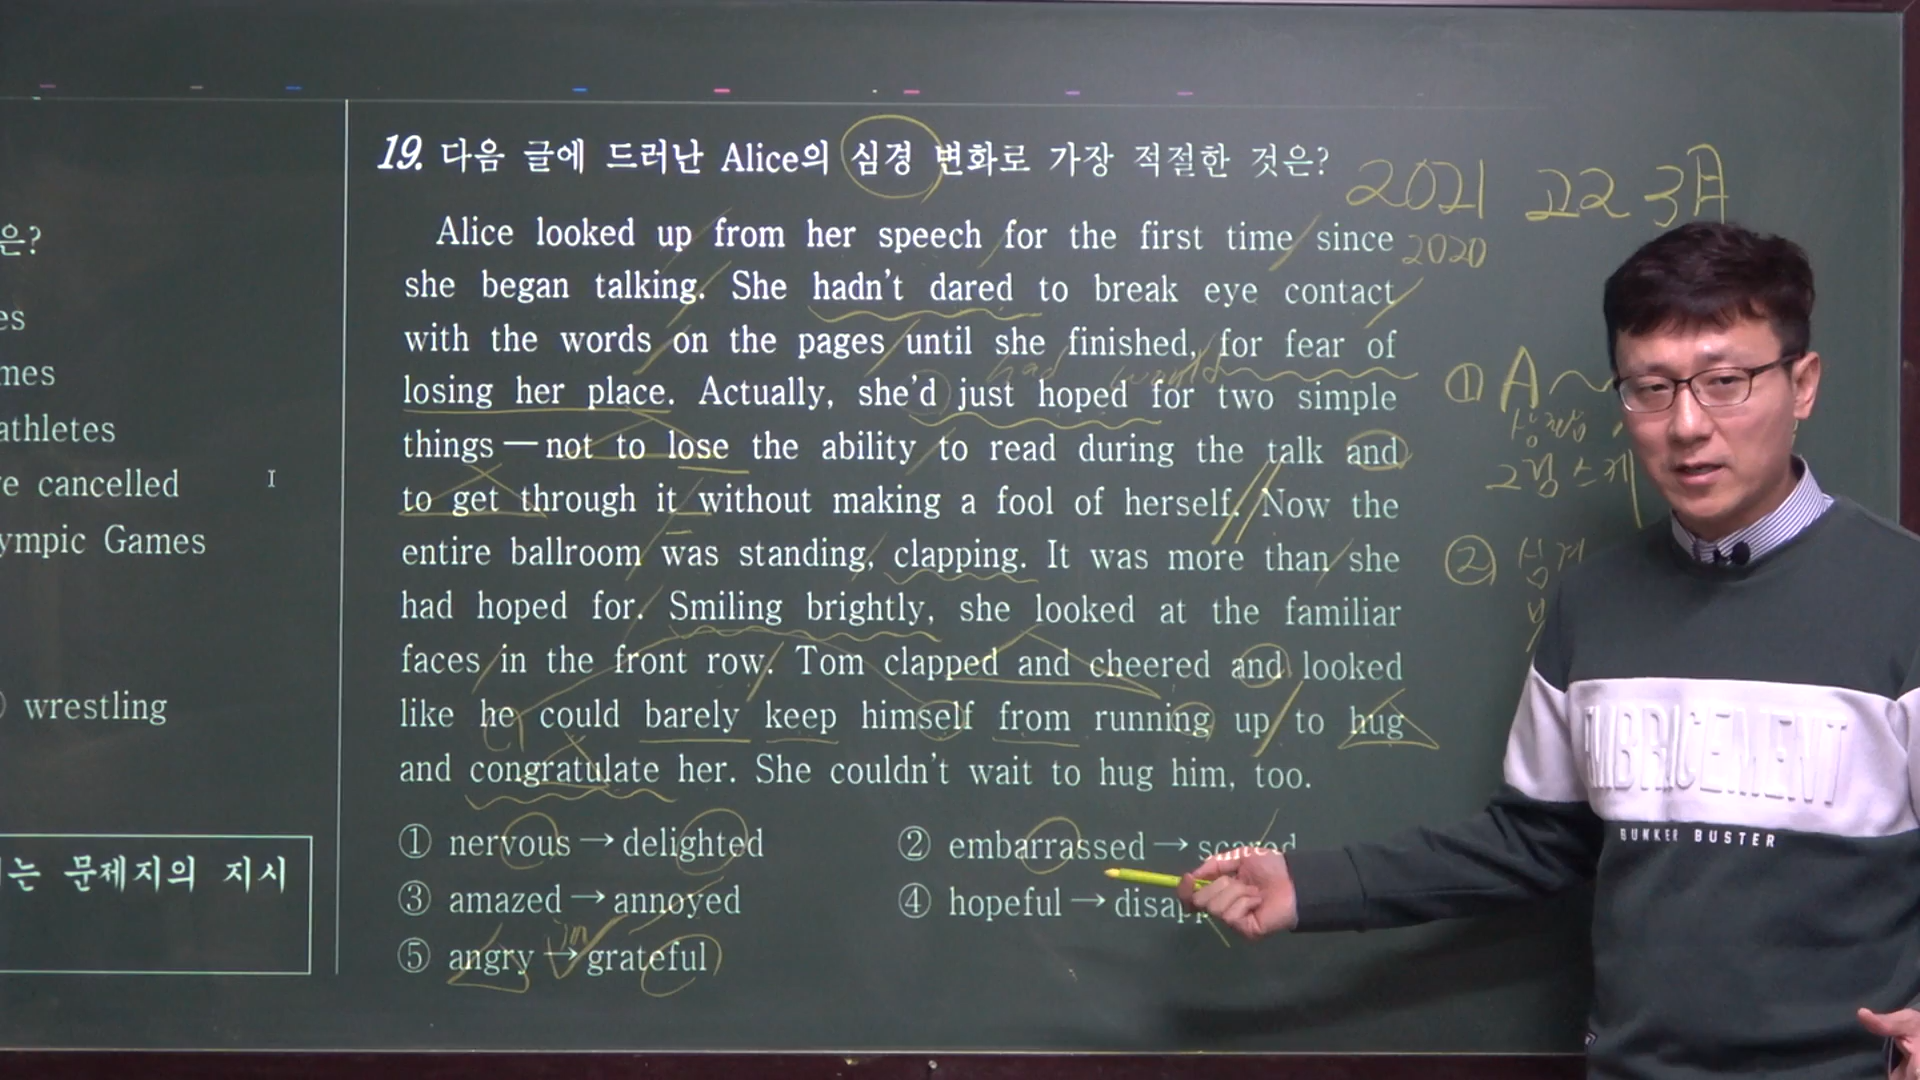 은?
es
mes
athletes
e cancelled
ympic Games
wrestling
는 문제지의 지시
19. 다음 글에 드러난 Alice의 심경 변화로 가장 적절한 것은?
2021 고2 3月
2020
Alice looked up from her speech for the first time since
she began talking. She hadn't dared to break eye contact
with the words on the pages until she finished, for fear of
had would
losing her place. Actually, she'd just hoped for two simple
things — not to lose the ability to read during the talk and
to get through it without making a fool of herself. Now the
entire ballroom was standing, clapping. It was more than she
had hoped for. Smiling brightly, she looked at the familiar
faces in the front row. Tom clapped and cheered and looked
like he could barely keep himself from running up to hug
and congratulate her. She couldn't wait to hug him, too.
① nervous → delighted
② embarrassed → scared
③ amazed → annoyed
④ hopeful → disapp
⑤ angry → grateful
in
① A~
②
EMBRACEMENT
BUNKER BUSTER